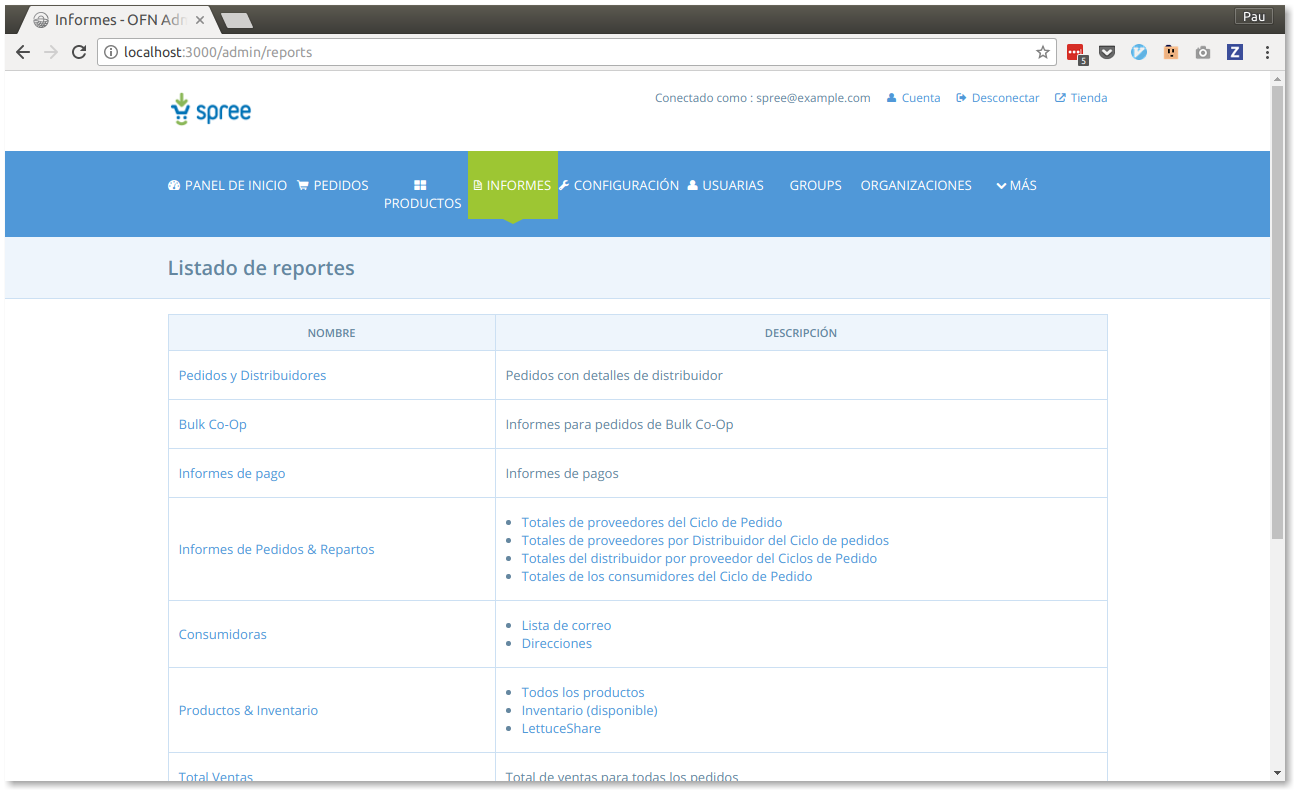 Informes - OFN Adm
Pau
localhost:3000/admin/reports
5
Z
spree
Conectado como : spree@example.com Cuenta Desconectar Tienda
PANEL DE INICIO PEDIDOS PRODUCTOS INFORMES CONFIGURACIÓN USUARIAS GROUPS ORGANIZACIONES MÁS
Listado de reportes
NOMBRE DESCRIPCIÓN
Pedidos y Distribuidores Pedidos con detalles de distribuidor
Bulk Co-Op Informes para pedidos de Bulk Co-Op
Informes de pago Informes de pagos
Informes de Pedidos & Repartos
Totales de proveedores del Ciclo de Pedido
Totales de proveedores por Distribuidor del Ciclo de pedidos
Totales del distribuidor por proveedor del Ciclos de Pedido
Totales de los consumidores del Ciclo de Pedido
Consumidoras
Lista de correo
Direcciones
Productos & Inventario
Todos los productos
Inventario (disponible)
LettuceShare
Total Ventas Total de ventas para todas los pedidos